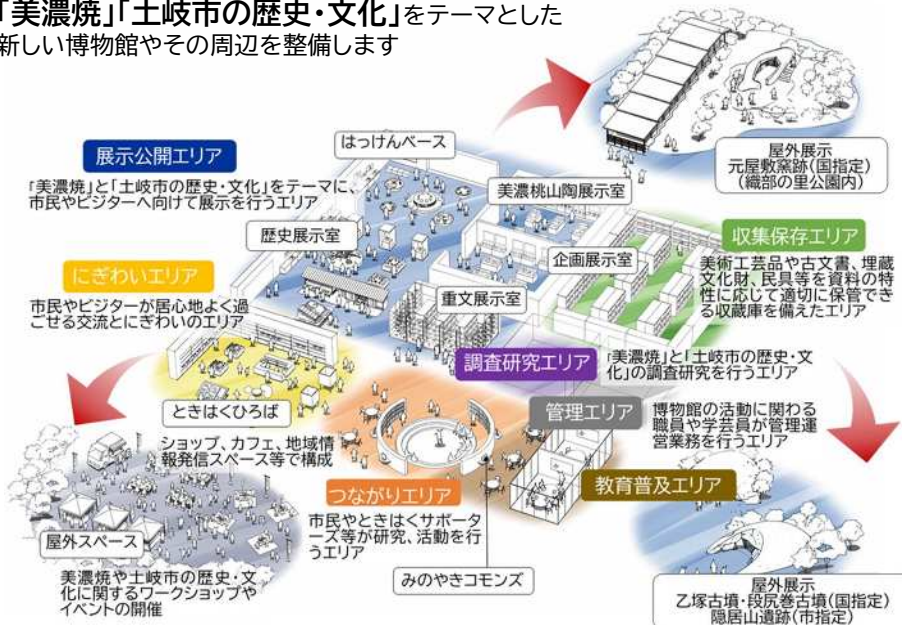 「美濃焼」「土岐市の歴史・文化」をテーマとした
新しい博物館やその周辺を整備します
はっけんベース
展示公開エリア
「美濃焼」と「土岐市の歴史・文化」をテーマに、
市民やビジターへ向けて展示を行うエリア
屋外展示
元屋敷窯跡(国指定)
(織部の里公園内)
美濃桃山陶展示室
歴史展示室
企画展示室
収集保存エリア
美術工芸品や古文書、埋蔵
文化財、民具等を資料の特
性に応じて適切に保管でき
る収蔵庫を備えたエリア
にぎわいエリア
市民やビジターが居心地よく過
ごせる交流とにぎわいのエリア
重文展示室
調査研究エリア
「美濃焼」と「土岐市の歴史・文
化」の調査研究を行うエリア
ときはくひろば
ショップ、カフェ、地域情
報発信スペース等で構成
管理エリア
博物館の活動に関わる
職員や学芸員が管理運
営業務を行うエリア
教育普及エリア
つながりエリア
市民やときはくサポータ
ーズ等が研究、活動を行
うエリア
屋外スペース
美濃焼や土岐市の歴史・文
化に関するワークショップや
イベントの開催
みのやきコモンズ
屋外展示
乙塚古墳・段尻巻古墳(国指定)
隠居山遺跡(市指定)